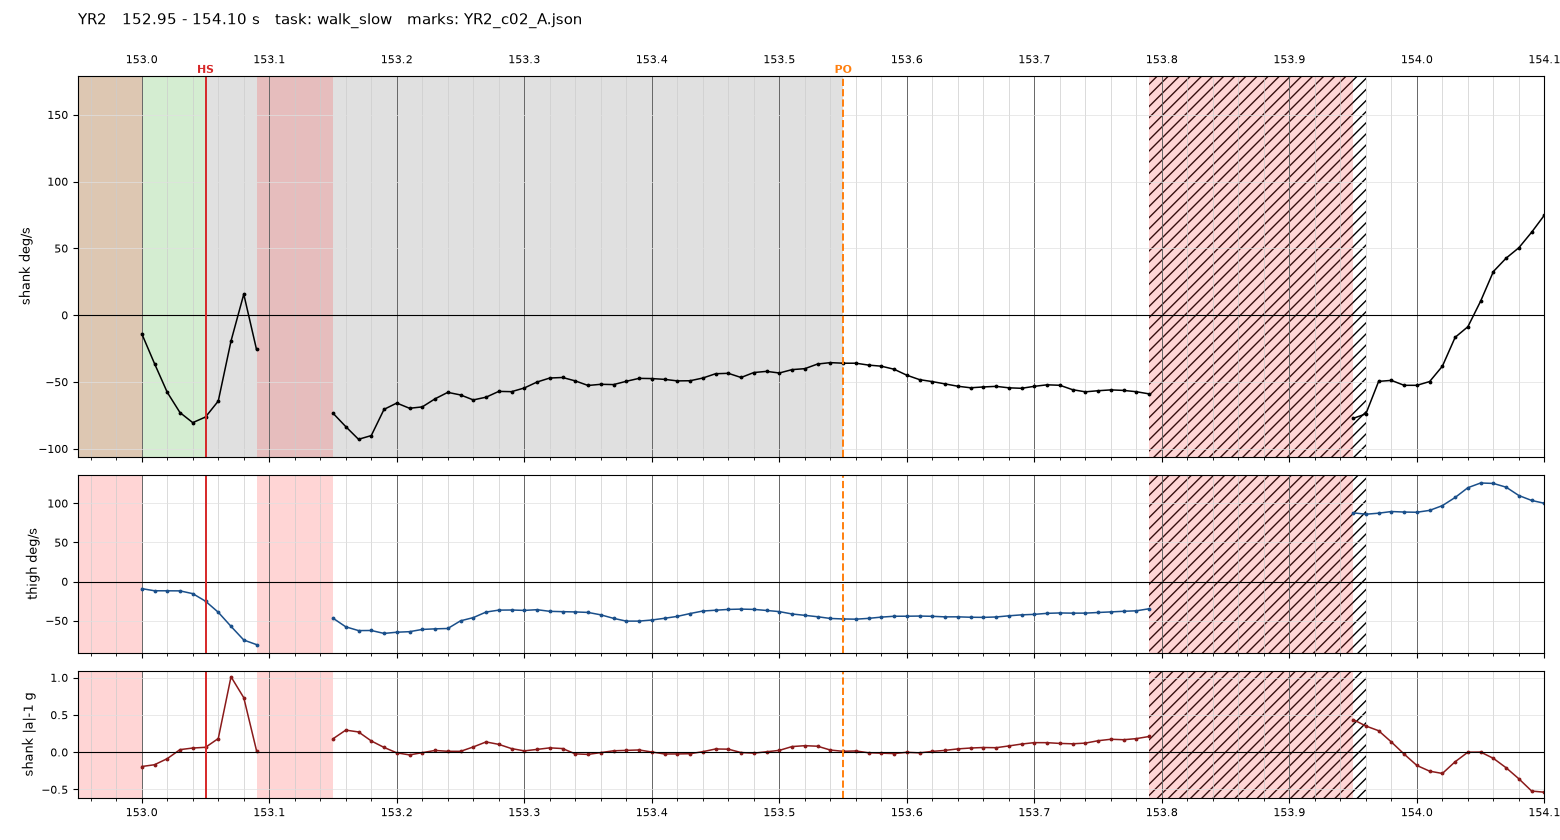 YR2   152.95 - 154.10 s   task: walk_slow   marks: YR2_c02_A.json
153.0 153.1 153.2 153.3 153.4 153.5 153.6 153.7 153.8 153.9 154.0 154.1
HS PO
shank deg/s
150
100
50
0
−50
−100
thigh deg/s
100
50
0
−50
shank |a|-1 g
1.0
0.5
0.0
−0.5
153.0 153.1 153.2 153.3 153.4 153.5 153.6 153.7 153.8 153.9 154.0 154.1